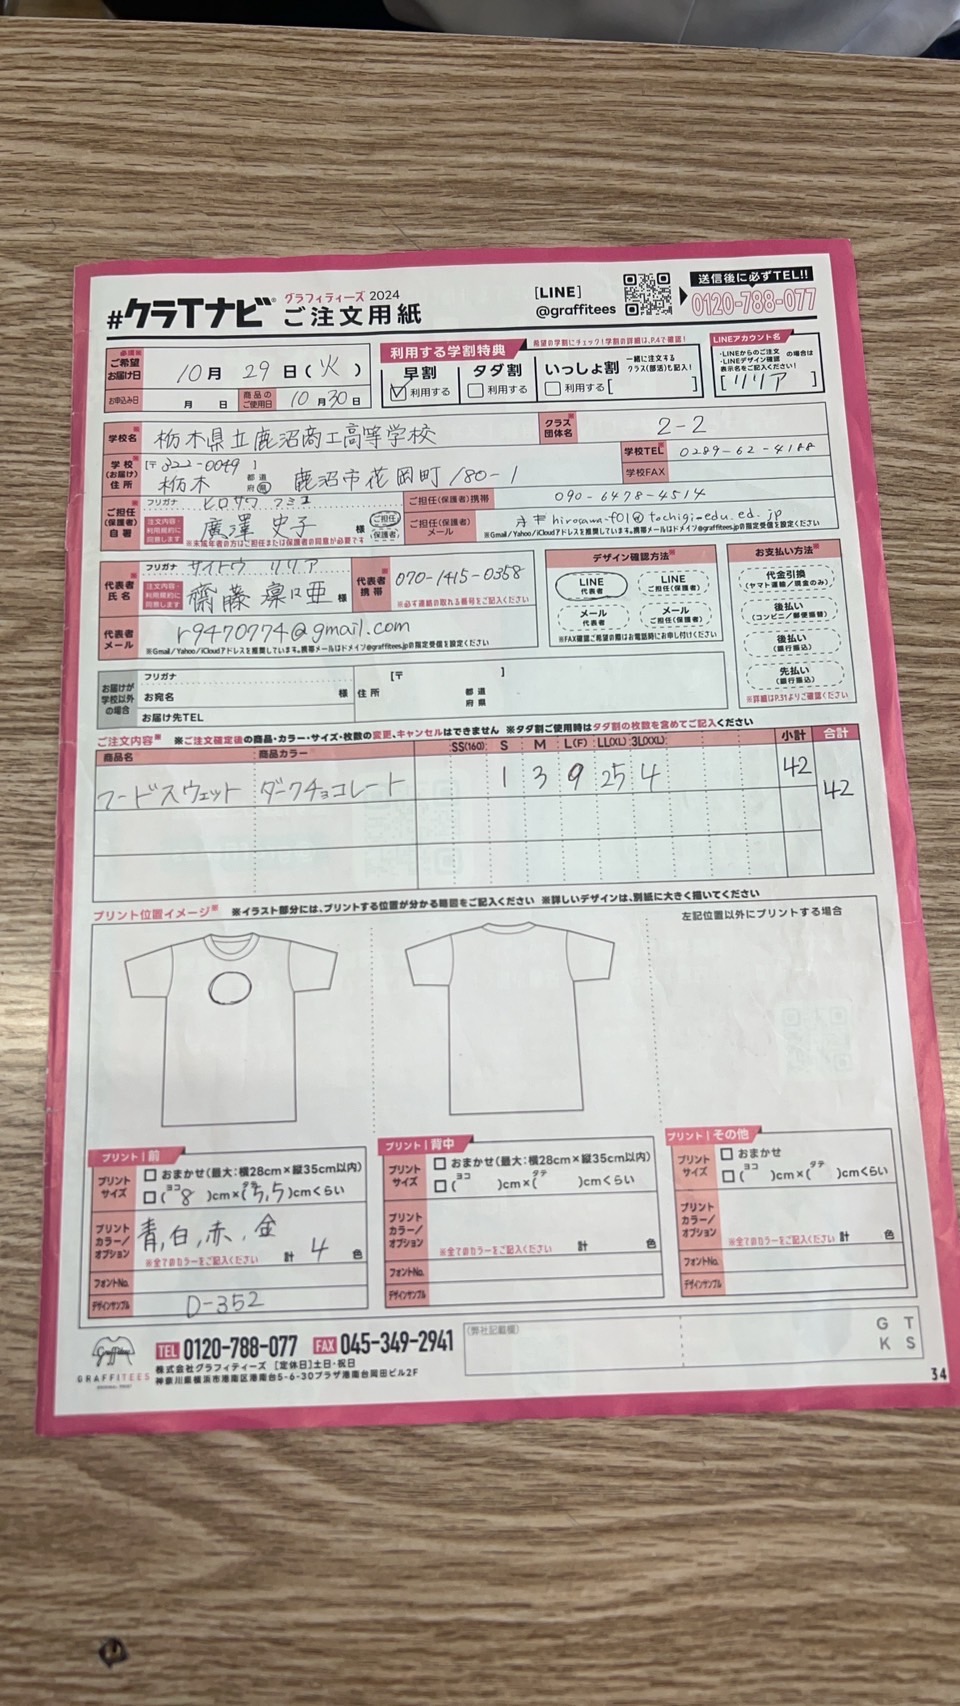 #クラTナビ グラフィティーズ 2024 ご注文用紙
[LINE] @graffitees
送信後に必ずTEL!!
0120-788-077
必須※ ご希望お届け日 10月 29日(火)
お申込み日 月 日 商品のご使用日 10月30日
利用する学割特典 希望の学割にチェック!学割の詳細は、P.4で確認!
早割 利用する
タダ割 利用する
いっしょ割 一緒に注文するクラス(部活)も記入!
利用する[ ]
LINEアカウント名
・LINEからのご注文 ・LINEデザイン確認 の場合は表示名をご記入ください!
[リリア]
学校名※ 栃木県立鹿沼商工高等学校 クラス団体名※ 2-2
学校(お届け)住所※ [〒322-0049] 栃木 都道府県 鹿沼市花岡町180-1
学校TEL※ 0289-62-4188
学校FAX
ご担任(保護者)自署※ フリガナ ヒロサワ フミコ
注文内容・利用規約に同意します 廣澤 史子 様 ご担任 保護者
※未成年者の方はご担任または保護者の同意が必要です
ご担任(保護者)携帯 090-6478-4514
ご担任(保護者)メール hirosawa-f01@tochigi-edu.ed.jp
※Gmail/Yahoo/iCloudアドレスを推奨しています。携帯メールはドメイン@graffitees.jpの指定受信を設定ください
代表者氏名※ フリガナ サイトウ リリア
注文内容・利用規約に同意します 齋藤 凛口亜 様
代表者携帯※ 070-1415-0358
※必ず連絡の取れる番号をご記入ください
代表者メール r9470774@gmail.com
※Gmail/Yahoo/iCloudアドレスを推奨しています。携帯メールはドメイン@graffitees.jpの指定受信を設定ください
デザイン確認方法※
LINE 代表者 LINE ご担任(保護者)
メール 代表者 メール ご担任(保護者)
※FAX確認ご希望の際はお電話時にお申し付けください
お支払い方法※
代金引換 (ヤマト運輸/現金のみ)
後払い (コンビニ/郵便振替)
後払い (銀行振込)
先払い (銀行振込)
※詳細はP.31よりご確認ください
お届けが学校以外の場合 フリガナ
お宛名 様 住所 [〒 ] 都道府県
お届け先TEL
ご注文内容※ ※ご注文確定後の商品・カラー・サイズ・枚数の変更、キャンセルはできません ※タダ割ご使用時はタダ割の枚数を含めてご記入ください
商品名 商品カラー SS(160) S M L(F) LL(XL) 3L(XXL) 小計 合計
フードスウェット ダークチョコレート 1 3 9 25 4 42 42
プリント位置イメージ※ ※イラスト部分には、プリントする位置が分かる略図をご記入ください ※詳しいデザインは、別紙に大きく描いてください
左記位置以外にプリントする場合
プリント|前
プリントサイズ おまかせ(最大:横28cm×縦35cm以内)
(ヨコ 8 )cm×(タテ 5,5)cmくらい
プリントカラー/オプション 青,白,赤,金
※全てのカラーをご記入ください 計 4 色
フォントNo.
デザインサンプル D-352
プリント|背中
プリントサイズ おまかせ(最大:横28cm×縦35cm以内)
(ヨコ )cm×(タテ )cmくらい
プリントカラー/オプション ※全てのカラーをご記入ください 計 色
フォントNo.
デザインサンプル
プリント|その他
プリントサイズ おまかせ
(ヨコ )cm×(タテ )cmくらい
プリントカラー/オプション ※全てのカラーをご記入ください 計 色
フォントNo.
デザインサンプル
GRAFFITEES
TEL 0120-788-077 FAX 045-349-2941
株式会社グラフィティーズ [定休日]土日・祝日
神奈川県横浜市港南区港南台5-6-30プラザ港南台岡田ビル2F
(弊社記載欄)
G T
K S
34